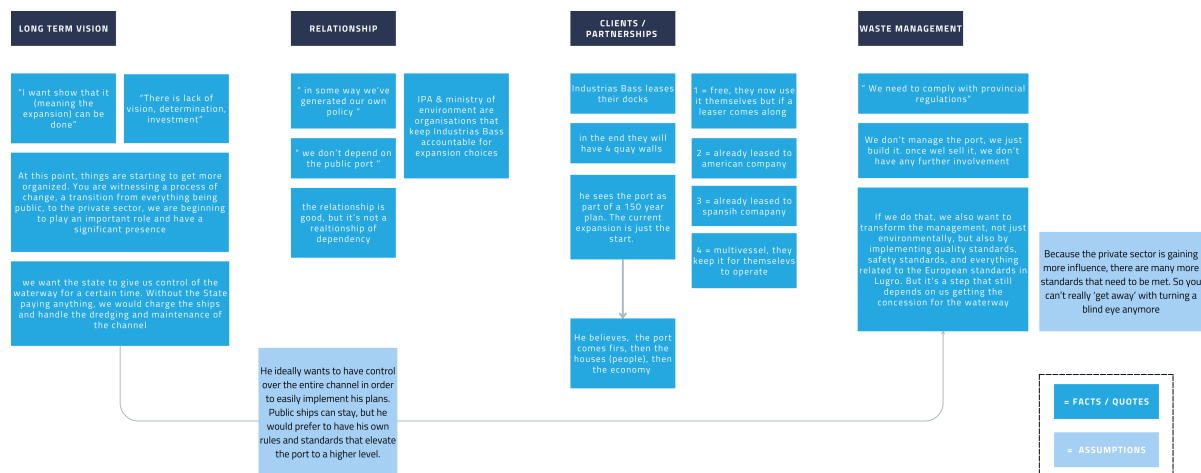 LONG TERM VISION
"I want show that it
(meaning the
expansion) can be
done"
"There is lack of
vision, determination,
investment"
At this point, things are starting to get more
organized. You are witnessing a process of
change, a transition from everything being
public, to the private sector, we are beginning
to play an important role and have a
significant presence
we want the state to give us control of the
waterway for a certain time. Without the State
paying anything, we would charge the ships
and handle the dredging and maintenance of
the channel
He ideally wants to have control
over the entire channel in order
to easily implement his plans.
Public ships can stay, but he
would prefer to have his own
rules and standards that elevate
the port to a higher level.
RELATIONSHIP
" in some way we've
generated our own
policy "
" we don't depend on
the public port "
the relationship is
good, but it's not a
realtionship of
dependency
IPA & ministry of
environment are
organisations that
keep Industrias Bass
accountable for
expansion choices
CLIENTS /
PARTNERSHIPS
Industrias Bass leases
their docks
in the end they will
have 4 quay walls
he sees the port as
part of a 150 year
plan. The current
expansion is just the
start.
He believes, the port
comes firs, then the
houses (people), then
the economy
1 = free, they now use
it themselves but if a
leaser comes along
2 = already leased to
american company
3 = already leased to
spansih comapany
4 = multivessel, they
keep it for themselevs
to operate
WASTE MANAGEMENT
" We need to comply with provincial
regulations"
We don't manage the port, we just
build it. once wel sell it, we don't
have any further involvement
If we do that, we also want to
transform the management, not just
environmentally, but also by
implementing quality standards,
safety standards, and everything
related to the European standards in
Lugro. But it's a step that still
depends on us getting the
concession for the waterway
Because the private sector is gaining
more influence, there are many more
standards that need to be met. So you
can't really 'get away' with turning a
blind eye anymore
= FACTS / QUOTES
= ASSUMPTIONS